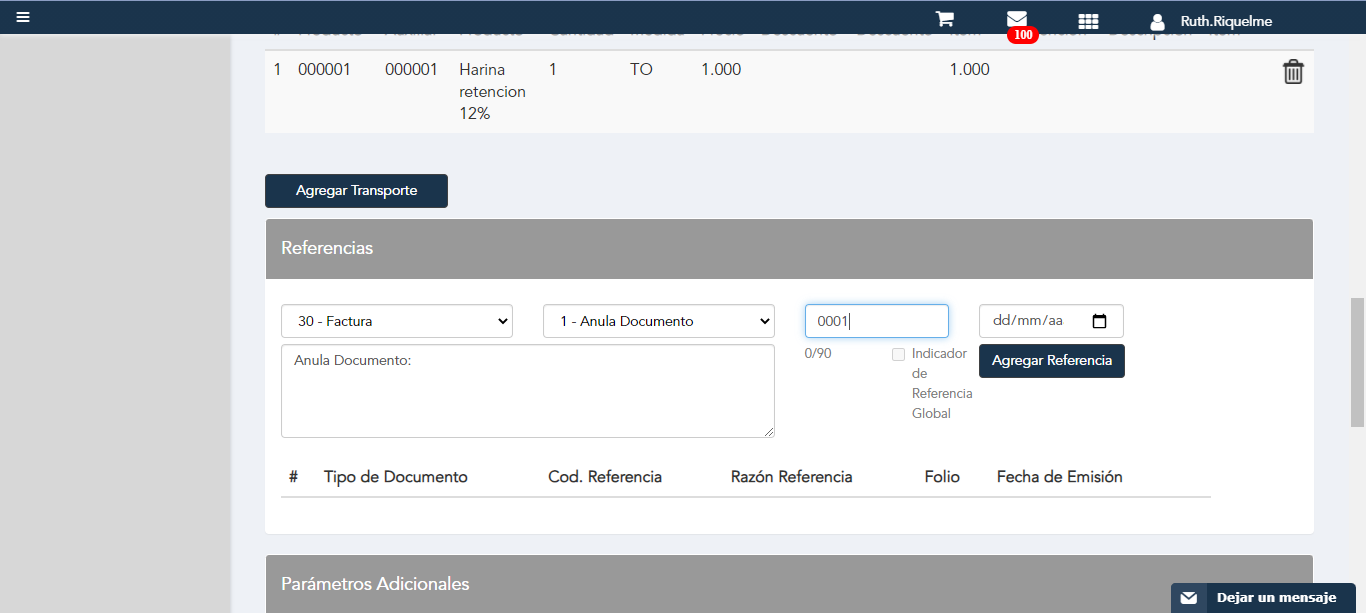 Ruth.Riquelme
100
1 000001 000001 Harina 1 TO 1.000 1.000
retencion
12%
Agregar Transporte
Referencias
30 - Factura 1 - Anula Documento 0001 dd/mm/aa
Anula Documento: 0/90 Indicador Agregar Referencia
de
Referencia
Global
# Tipo de Documento Cod. Referencia Razón Referencia Folio Fecha de Emisión
Parámetros Adicionales
Dejar un mensaje